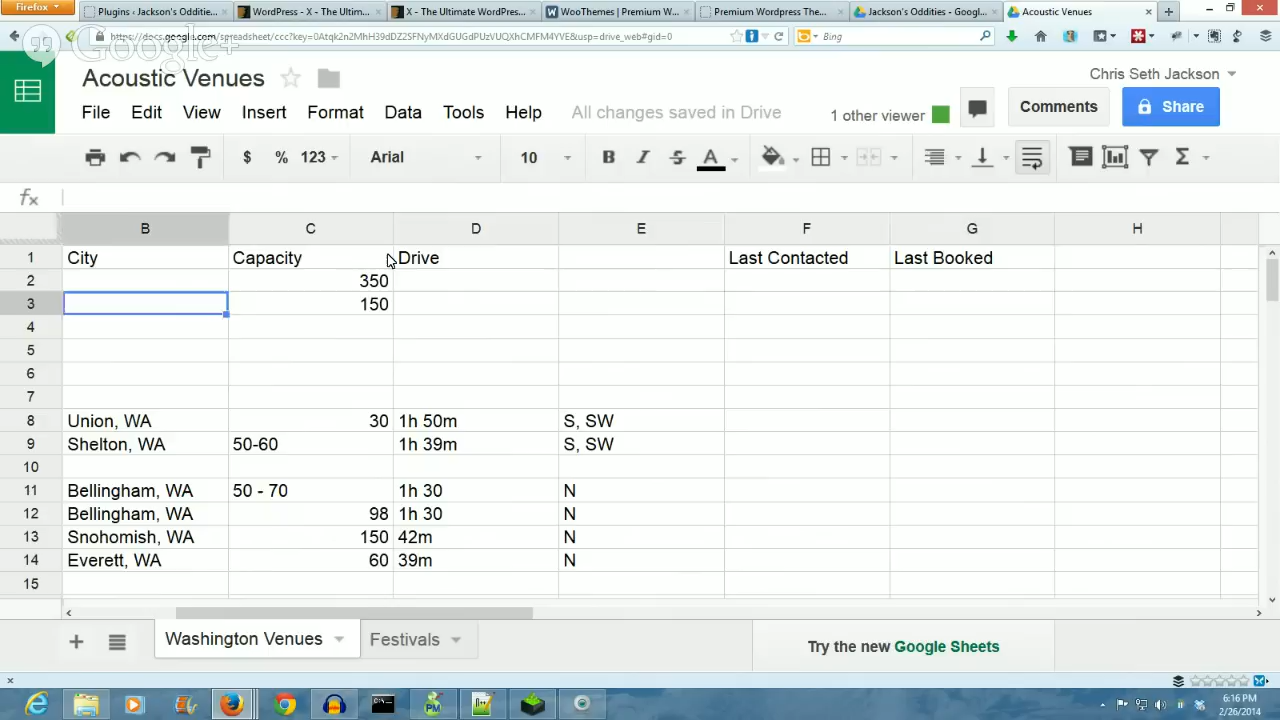 Firefox
Plugins ‹ Jackson's Oddities...
WordPress - X - The Ultim...
X - The UltimatePress...
WooThemes | Premium W...
Premium Wordpress The...
Jackson's Oddities - Googl...
Acoustic Venues
Google+
Bing
Acoustic Venues
Chris Seth Jackson
File Edit View Insert Format Data Tools Help All changes saved in Drive
1 other viewer
Comments
Share
$ % 123 Arial 10 B I S A Σ
fx
B C D E F G H
1 City Capacity Drive Last Contacted Last Booked
2 350
3 150
4
5
6
7
8 Union, WA 30 1h 50m S, SW
9 Shelton, WA 50-60 1h 39m S, SW
10
11 Bellingham, WA 50 - 70 1h 30 N
12 Bellingham, WA 98 1h 30 N
13 Snohomish, WA 150 42m N
14 Everett, WA 60 39m N
15
Washington Venues Festivals
Try the new Google Sheets
6:16 PM
2/26/2014